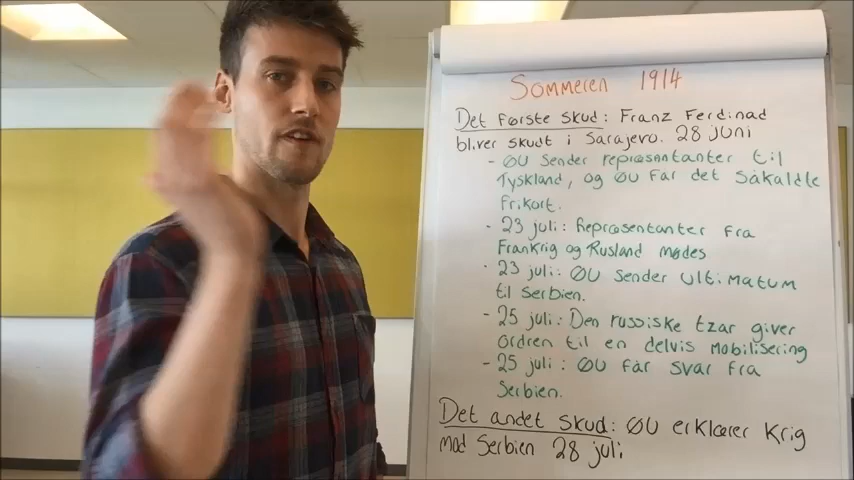 Sommeren 1914
Det første skud: Franz Ferdinad
bliver skudt i Sarajevo. 28 juni
- ØU sender repræsantanter til
Tyskland, og ØU får det såkaldte
frikort.
- 23 juli: Repræsentanter fra
Frankrig og Rusland mødes
- 23 juli: ØU sender ultimatum
til Serbien.
- 25 juli: Den russiske tzar giver
ordren til en delvis mobilisering
- 25 juli: ØU får svar fra
Serbien.
Det andet skud: ØU erklærer krig
mod Serbien 28 juli